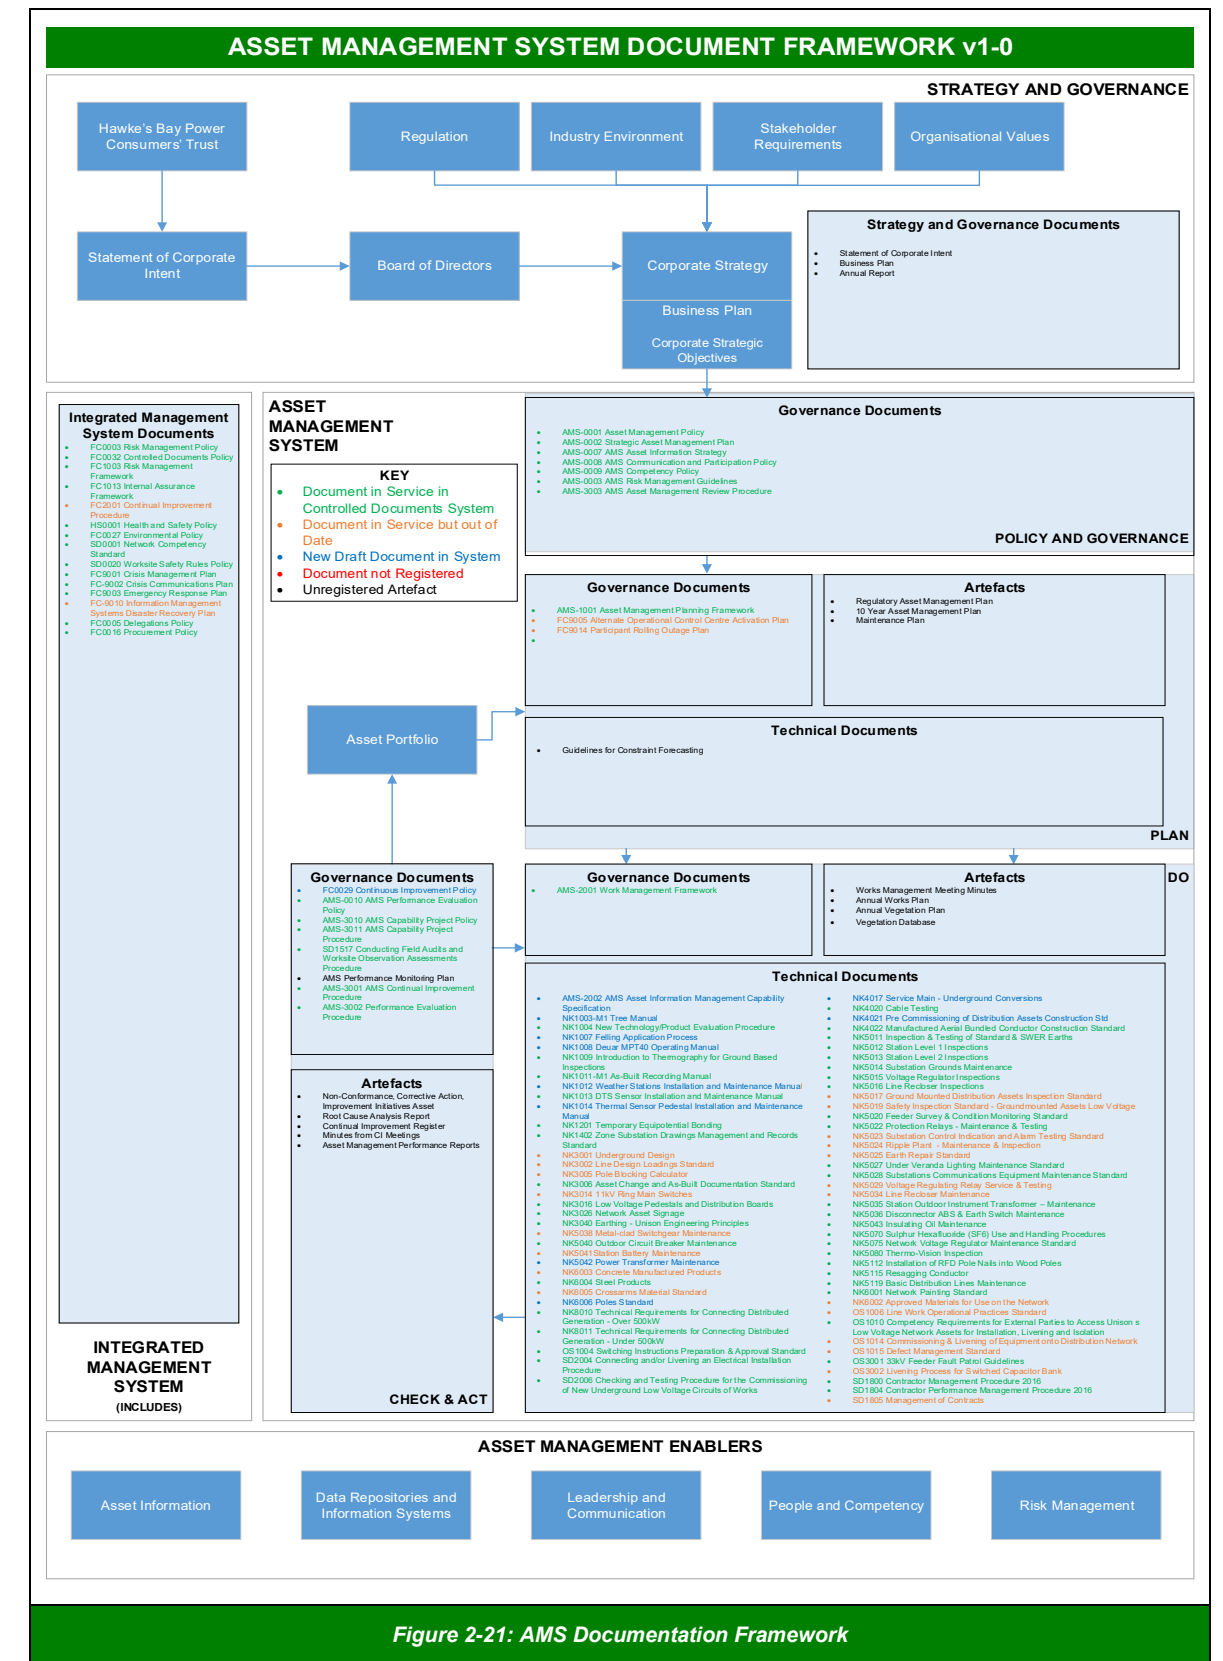 ASSET MANAGEMENT SYSTEM DOCUMENT FRAMEWORK v1-0
STRATEGY AND GOVERNANCE
Hawke's Bay Power
Consumers' Trust
Regulation
Industry Environment
Stakeholder
Requirements
Organisational Values
Statement of Corporate
Intent
Board of Directors
Corporate Strategy
Business Plan
Corporate Strategic
Objectives
Strategy and Governance Documents
• Statement of Corporate Intent
• Business Plan
• Annual Report
Integrated Management
System Documents
• FC0003 Risk Management Policy
• FC0032 Controlled Documents Policy
• FC1003 Risk Management
Framework
• FC1013 Internal Assurance
Framework
• FC2001 Continual Improvement
Procedure
• HS0001 Health and Safety Policy
• FC0027 Environmental Policy
• SD0001 Network Competency
Standard
• SD0020 Worksite Safety Rules Policy
• FC9001 Crisis Management Plan
• FC-9002 Crisis Communications Plan
• FC9003 Emergency Response Plan
• FC-9010 Information Management
Systems Disaster Recovery Plan
• FC0005 Delegations Policy
• FC0016 Procurement Policy
INTEGRATED
MANAGEMENT
SYSTEM
(INCLUDES)
ASSET
MANAGEMENT
SYSTEM
KEY
• Document in Service in
Controlled Documents System
• Document in Service but out of
Date
• New Draft Document in System
• Document not Registered
• Unregistered Artefact
Governance Documents
• AMS-0001 Asset Management Policy
• AMS-0002 Strategic Asset Management Plan
• AMS-0007 AMS Asset Information Strategy
• AMS-0008 AMS Communication and Participation Policy
• AMS-0009 AMS Competency Policy
• AMS-0003 AMS Risk Management Guidelines
• AMS-3003 AMS Asset Management Review Procedure
POLICY AND GOVERNANCE
Governance Documents
• AMS-1001 Asset Management Planning Framework
• FC9005 Alternate Operational Control Centre Activation Plan
• FC9014 Participant Rolling Outage Plan
•
Artefacts
• Regulatory Asset Management Plan
• 10 Year Asset Management Plan
• Maintenance Plan
Asset Portfolio
Technical Documents
• Guidelines for Constraint Forecasting
PLAN
Governance Documents
• FC0029 Continuous Improvement Policy
• AMS-0010 AMS Performance Evaluation
Policy
• AMS-3010 AMS Capability Project Policy
• AMS-3011 AMS Capability Project
Procedure
• SD1517 Conducting Field Audits and
Worksite Observation Assessments
Procedure
• AMS Performance Monitoring Plan
• AMS-3001 AMS Continual Improvement
Procedure
• AMS-3002 Performance Evaluation
Procedure
Artefacts
• Non-Conformance, Corrective Action,
Improvement Initiatives Asset
• Root Cause Analysis Report
• Continual Improvement Register
• Minutes from CI Meetings
• Asset Management Performance Reports
CHECK & ACT
Governance Documents
• AMS-2001 Work Management Framework
Artefacts
• Works Management Meeting Minutes
• Annual Works Plan
• Annual Vegetation Plan
• Vegetation Database
DO
Technical Documents
• AMS-2002 AMS Asset Information Management Capability
Specification
• NK1003-M1 Tree Manual
• NK1004 New Technology/Product Evaluation Procedure
• NK1007 Felling Application Process
• NK1008 Deuar MPT40 Operating Manual
• NK1009 Introduction to Thermography for Ground Based
Inspections
• NK1011-M1 As-Built Recording Manual
• NK1012 Weather Stations Installation and Maintenance Manual
• NK1013 DTS Sensor Installation and Maintenance Manual
• NK1014 Thermal Sensor Pedestal Installation and Maintenance
Manual
• NK1201 Temporary Equipotential Bonding
• NK1402 Zone Substation Drawings Management and Records
Standard
• NK3001 Underground Design
• NK3002 Line Design Loadings Standard
• NK3005 Pole Blocking Calculator
• NK3006 Asset Change and As-Built Documentation Standard
• NK3014 11kV Ring Main Switches
• NK3016 Low Voltage Pedestals and Distribution Boards
• NK3026 Network Asset Signage
• NK3040 Earthing - Unison Engineering Principles
• NK5038 Metal-clad Switchgear Maintenance
• NK5040 Outdoor Circuit Breaker Maintenance
• NK5041Station Battery Maintenance
• NK5042 Power Transformer Maintenance
• NK6003 Concrete Manufactured Products
• NK6004 Steel Products
• NK6005 Crossarms Material Standard
• NK6006 Poles Standard
• NK8010 Technical Requirements for Connecting Distributed
Generation - Over 500kW
• NK8011 Technical Requirements for Connecting Distributed
Generation - Under 500kW
• OS1004 Switching Instructions Preparation & Approval Standard
• SD2004 Connecting and/or Livening an Electrical Installation
Procedure
• SD2006 Checking and Testing Procedure for the Commissioning
of New Underground Low Voltage Circuits of Works
• NK4017 Service Main - Underground Conversions
• NK4020 Cable Testing
• NK4021 Pre Commissioning of Distribution Assets Construction Std
• NK4022 Manufactured Aerial Bundled Conductor Construction Standard
• NK5011 Inspection & Testing of Standard & SWER Earths
• NK5012 Station Level 1 Inspections
• NK5013 Station Level 2 Inspections
• NK5014 Substation Grounds Maintenance
• NK5015 Voltage Regulator Inspections
• NK5016 Line Recloser Inspections
• NK5017 Ground Mounted Distribution Assets Inspection Standard
• NK5019 Safety Inspection Standard - Groundmounted Assets Low Voltage
• NK5020 Feeder Survey & Condition Monitoring Standard
• NK5022 Protection Relays - Maintenance & Testing
• NK5023 Substation Control Indication and Alarm Testing Standard
• NK5024 Ripple Plant - Maintenance & Inspection
• NK5025 Earth Repair Standard
• NK5027 Under Veranda Lighting Maintenance Standard
• NK5028 Substations Communications Equipment Maintenance Standard
• NK5029 Voltage Regulating Relay Service & Testing
• NK5034 Line Recloser Maintenance
• NK5035 Station Outdoor Instrument Transformer – Maintenance
• NK5036 Disconnector ABS & Earth Switch Maintenance
• NK5043 Insulating Oil Maintenance
• NK5070 Sulphur Hexafluoride (SF6) Use and Handling Procedures
• NK5075 Network Voltage Regulator Maintenance Standard
• NK5080 Thermo-Vision Inspection
• NK5112 Installation of RFD Pole Nails into Wood Poles
• NK5115 Resagging Conductor
• NK5119 Basic Distribution Lines Maintenance
• NK6001 Network Painting Standard
• NK6002 Approved Materials for Use on the Network
• OS1006 Line Work Operational Practices Standard
• OS1010 Competency Requirements for External Parties to Access Unison s
Low Voltage Network Assets for Installation, Livening and Isolation
• OS1014 Commissioning & Livening of Equipment onto Distribution Network
• OS1015 Defect Management Standard
• OS3001 33kV Feeder Fault Patrol Guidelines
• OS3002 Livening Process for Switched Capacitor Bank
• SD1800 Contractor Management Procedure 2016
• SD1804 Contractor Performance Management Procedure 2016
• SD1805 Management of Contracts
ASSET MANAGEMENT ENABLERS
Asset Information
Data Repositories and
Information Systems
Leadership and
Communication
People and Competency
Risk Management
Figure 2-21: AMS Documentation Framework